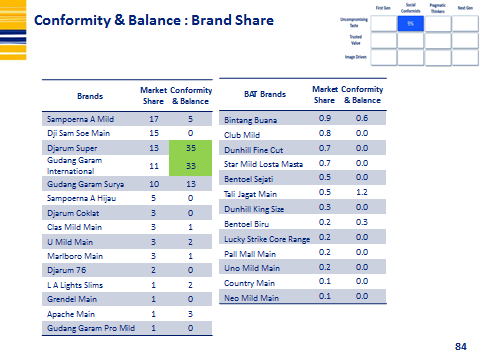 Conformity & Balance : Brand Share
First Gen Social Conformists Pragmatic Thinkers Next Gen
Uncompromising Taste 9%
Trusted Value
Image Driven
Brands Market Share Conformity & Balance
Sampoerna A Mild 17 5
Dji Sam Soe Main 15 0
Djarum Super 13 35
Gudang Garam International 11 33
Gudang Garam Surya 10 13
Sampoerna A Hijau 5 0
Djarum Coklat 3 0
Clas Mild Main 3 1
U Mild Main 3 2
Marlboro Main 3 1
Djarum 76 2 0
L A Lights Slims 1 2
Grendel Main 1 0
Apache Main 1 3
Gudang Garam Pro Mild 1 0
BAT Brands Market Share Conformity & Balance
Bintang Buana 0.9 0.6
Club Mild 0.8 0.0
Dunhill Fine Cut 0.7 0.0
Star Mild Losta Masta 0.7 0.0
Bentoel Sejati 0.5 0.0
Tali Jagat Main 0.5 1.2
Dunhill King Size 0.3 0.0
Bentoel Biru 0.2 0.3
Lucky Strike Core Range 0.2 0.0
Pall Mall Main 0.2 0.0
Uno Mild Main 0.2 0.0
Country Main 0.1 0.0
Neo Mild Main 0.1 0.0
84